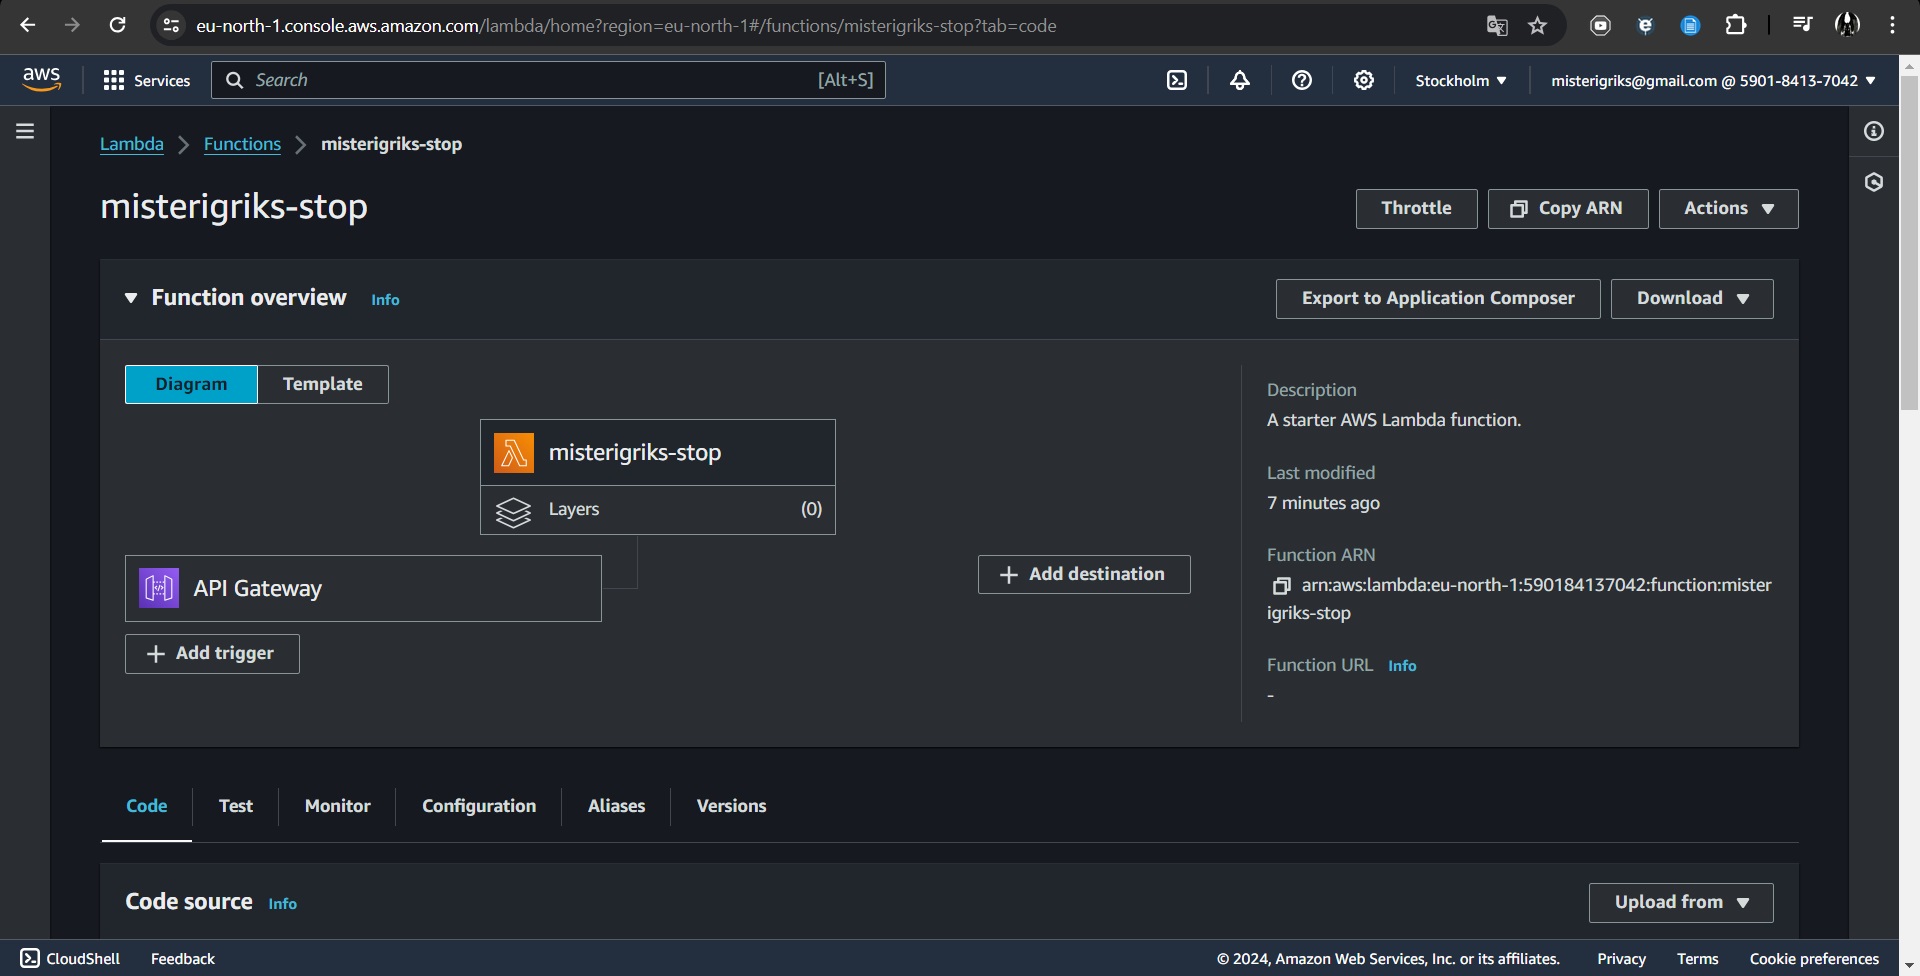 eu-north-1.console.aws.amazon.com/lambda/home?region=eu-north-1#/functions/misterigriks-stop?tab=code
aws
Services
Search
[Alt+S]
Stockholm
misterigriks@gmail.com @ 5901-8413-7042
Lambda
Functions
misterigriks-stop
misterigriks-stop
Throttle
Copy ARN
Actions
Function overview
Info
Export to Application Composer
Download
Diagram
Template
misterigriks-stop
Layers
(0)
API Gateway
Add trigger
Add destination
Description
A starter AWS Lambda function.
Last modified
7 minutes ago
Function ARN
arn:aws:lambda:eu-north-1:590184137042:function:mister
igriks-stop
Function URL
Info
-
Code
Test
Monitor
Configuration
Aliases
Versions
Code source
Info
Upload from
CloudShell
Feedback
© 2024, Amazon Web Services, Inc. or its affiliates.
Privacy
Terms
Cookie preferences